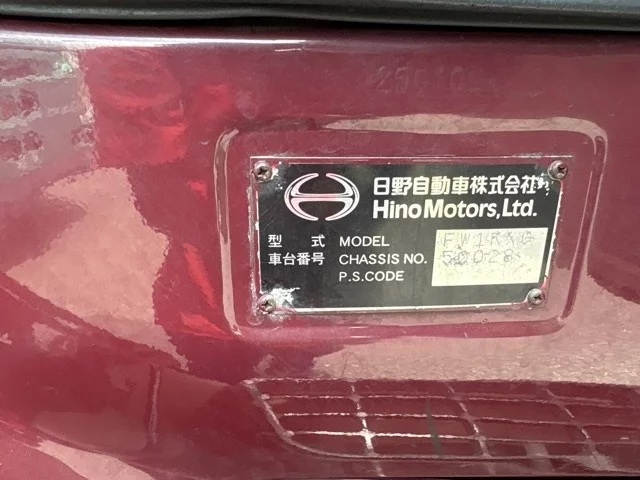 日野自動車株式会社
Hino Motors, Ltd.
型 式 MODEL
車台番号 CHASSIS NO.
P.S.CODE